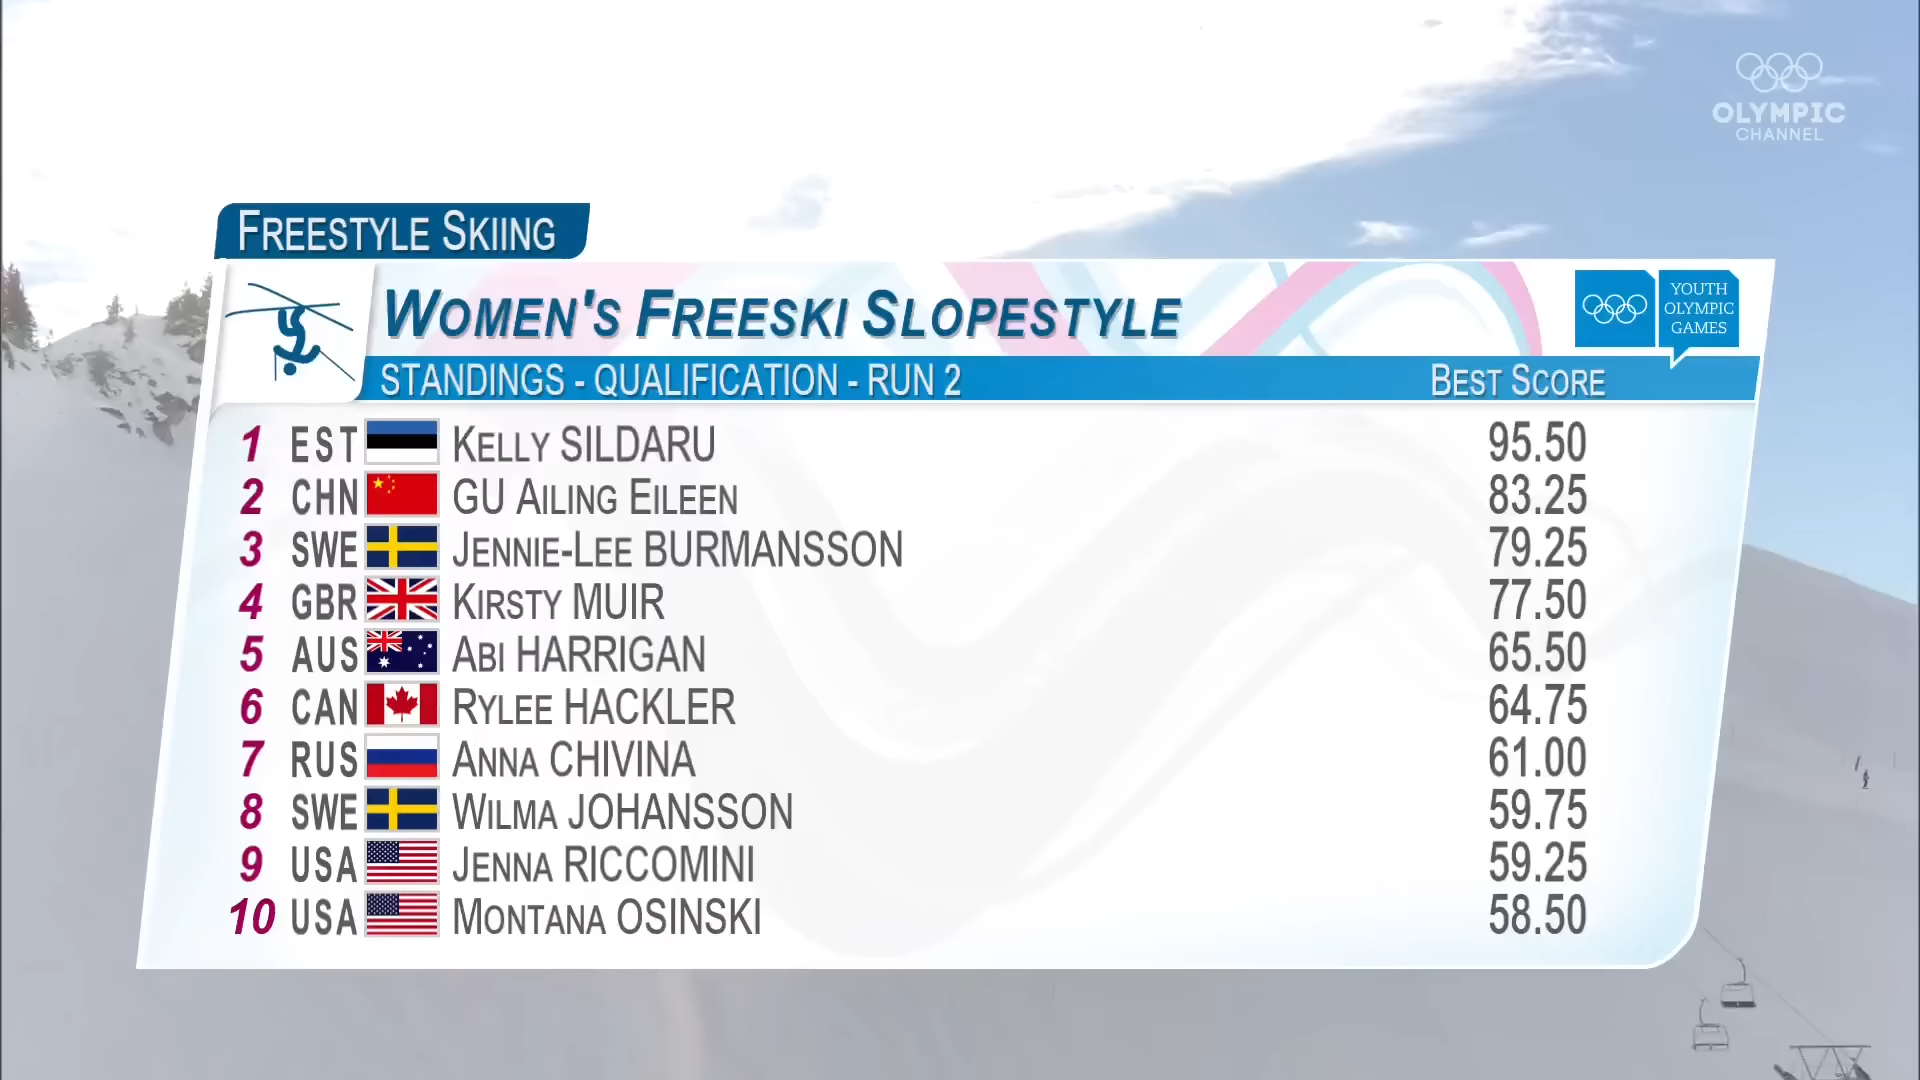 OLYMPIC
CHANNEL
FREESTYLE SKIING
WOMEN'S FREESKI SLOPESTYLE
YOUTH
OLYMPIC
GAMES
STANDINGS - QUALIFICATION - RUN 2 BEST SCORE
1 EST KELLY SILDARU 95.50
2 CHN GU AILING EILEEN 83.25
3 SWE JENNIE-LEE BURMANSSON 79.25
4 GBR KIRSTY MUIR 77.50
5 AUS ABI HARRIGAN 65.50
6 CAN RYLEE HACKLER 64.75
7 RUS ANNA CHIVINA 61.00
8 SWE WILMA JOHANSSON 59.75
9 USA JENNA RICCOMINI 59.25
10 USA MONTANA OSINSKI 58.50